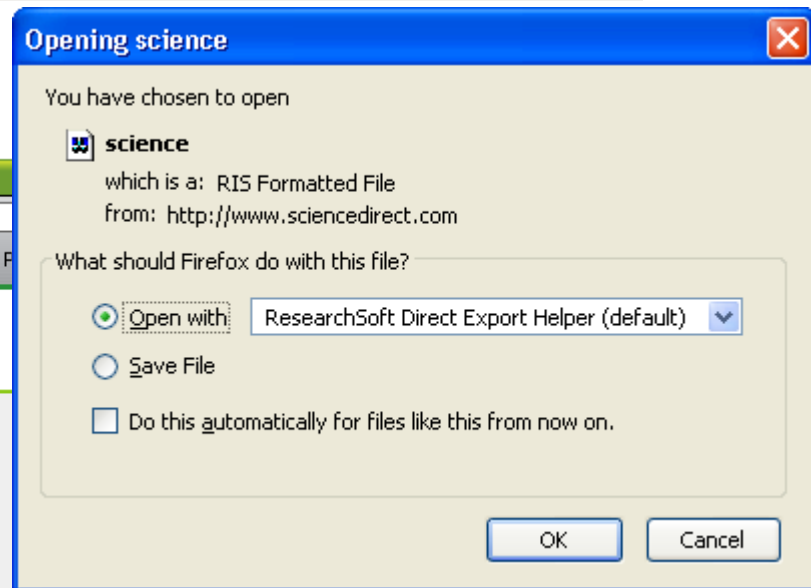 Opening science
You have chosen to open
science
which is a: RIS Formatted File
from: http://www.sciencedirect.com
What should Firefox do with this file?
Open with ResearchSoft Direct Export Helper (default)
Save File
Do this automatically for files like this from now on.
OK Cancel